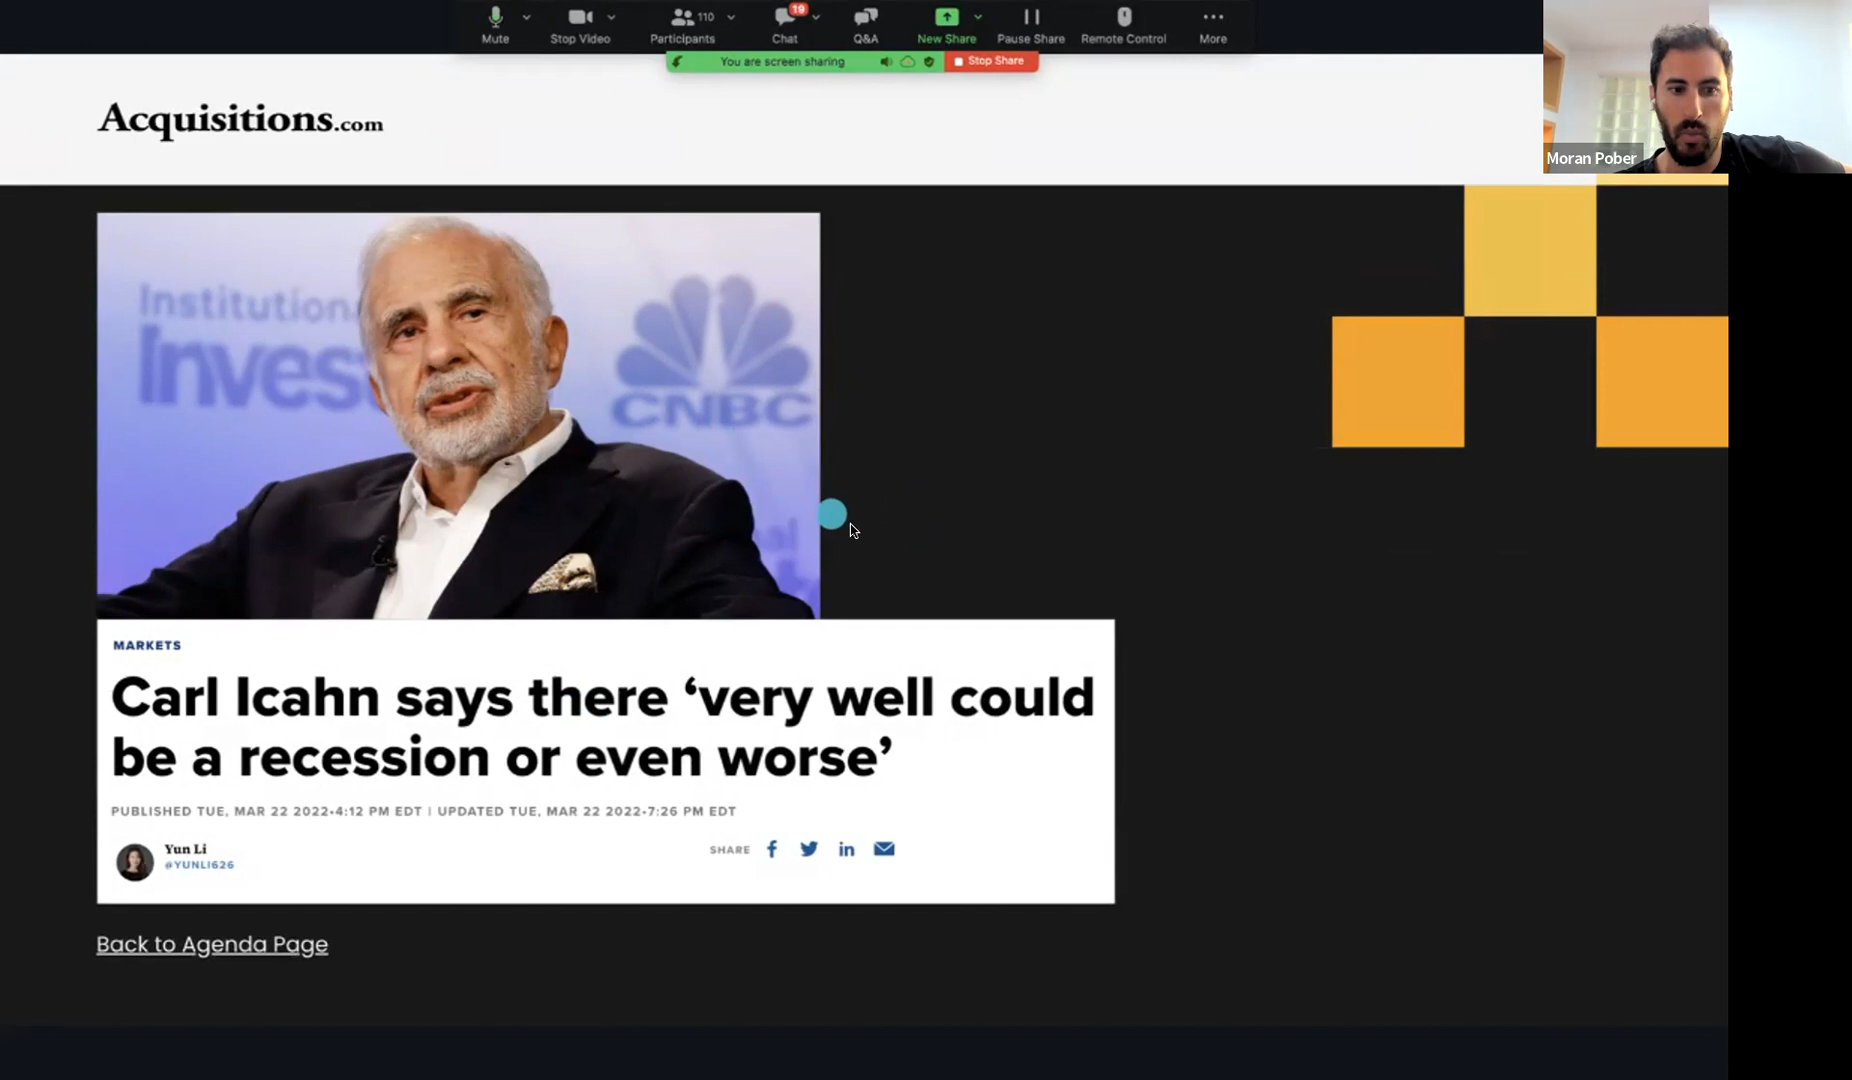 19
110
Mute
Stop Video
Participants
Chat
Q&A
New Share
Pause Share
Remote Control
More
You are screen sharing
Stop Share
Moran Pober
Acquisitions.com
Institutional
Inves
CNBC
MARKETS
Carl Icahn says there ‘very well could
be a recession or even worse’
PUBLISHED TUE, MAR 22 2022•4:12 PM EDT | UPDATED TUE, MAR 22 2022•7:26 PM EDT
Yun Li
@YUNLI626
SHARE
Back to Agenda Page